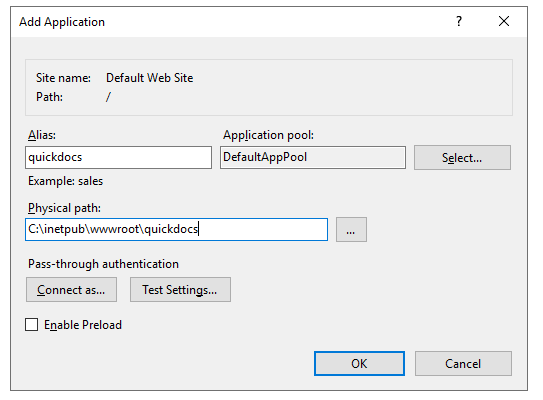 Add Application
? ×
Site name: Default Web Site
Path: /
Alias: Application pool:
quickdocs DefaultAppPool Select...
Example: sales
Physical path:
C:\inetpub\wwwroot\quickdocs ...
Pass-through authentication
Connect as... Test Settings...
Enable Preload
OK Cancel